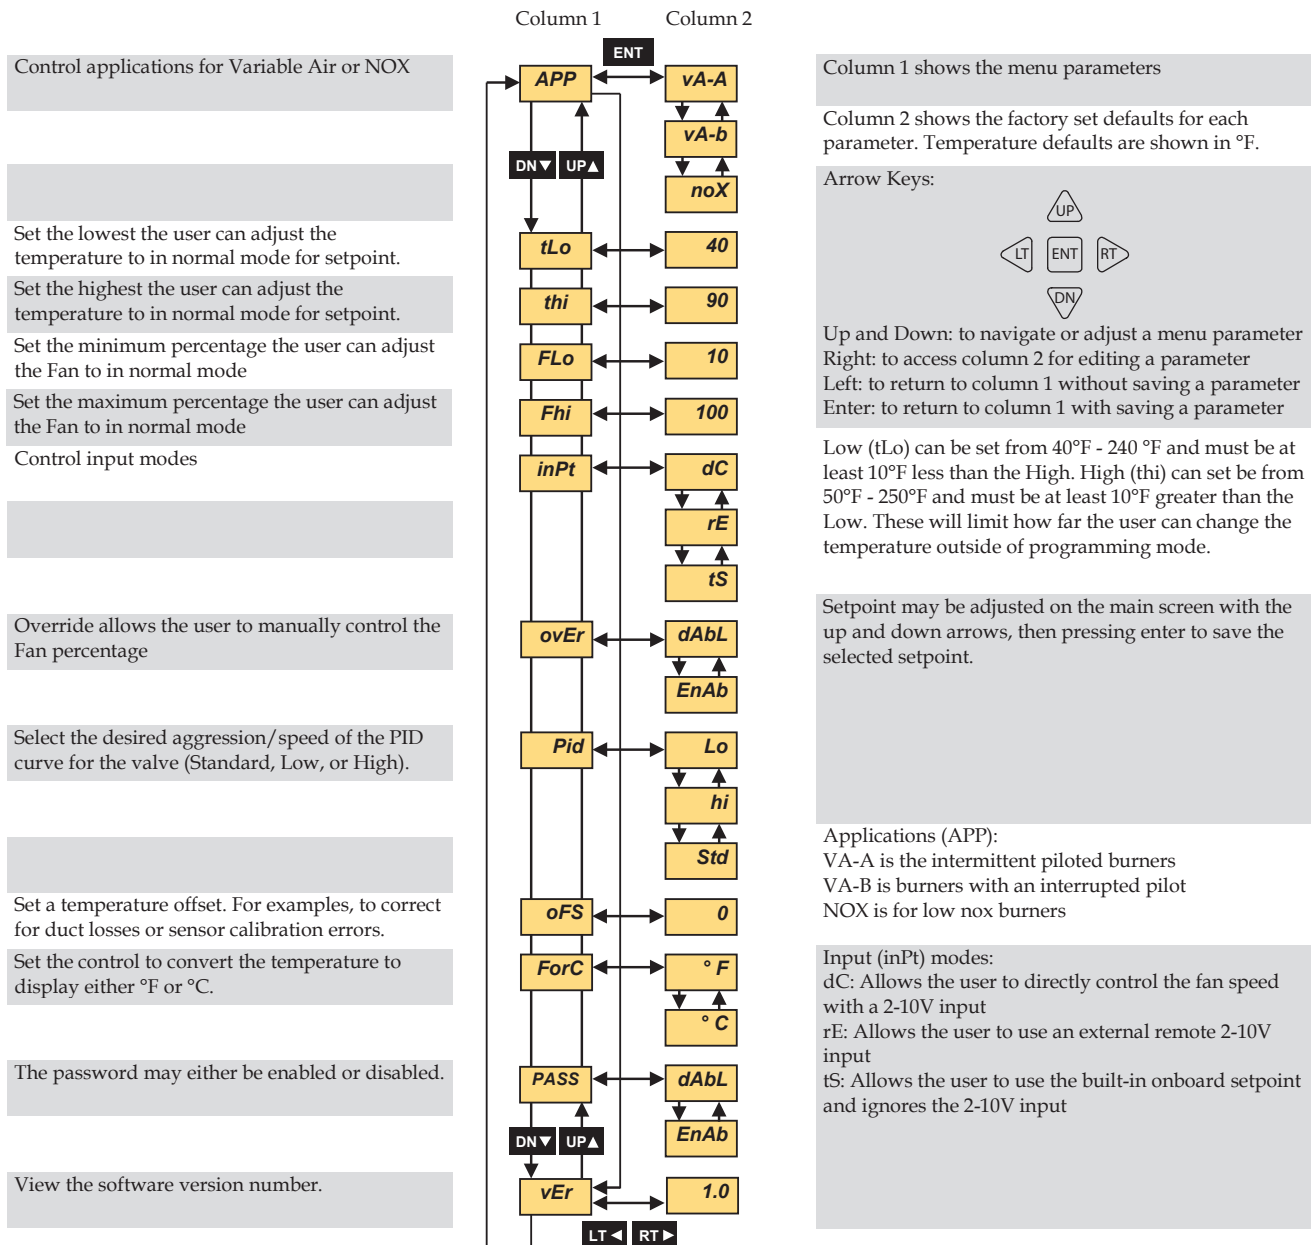 Column 1 Column 2
ENT
Control applications for Variable Air or NOX
APP vA-A
vA-b
DN▼ UP▲
noX
Set the lowest the user can adjust the
temperature to in normal mode for setpoint.
tLo 40
Set the highest the user can adjust the
temperature to in normal mode for setpoint.
thi 90
Set the minimum percentage the user can adjust
the Fan to in normal mode
FLo 10
Set the maximum percentage the user can adjust
the Fan to in normal mode
Fhi 100
Control input modes
inPt dC
rE
tS
Override allows the user to manually control the
Fan percentage
ovEr dAbL
EnAb
Select the desired aggression/speed of the PID
curve for the valve (Standard, Low, or High).
Pid Lo
hi
Std
Set a temperature offset. For examples, to correct
for duct losses or sensor calibration errors.
oFS 0
Set the control to convert the temperature to
display either °F or °C.
ForC ° F
° C
The password may either be enabled or disabled.
PASS dAbL
EnAb
DN▼ UP▲
View the software version number.
vEr 1.0
LT◄ RT►
Column 1 shows the menu parameters
Column 2 shows the factory set defaults for each
parameter. Temperature defaults are shown in °F.
Arrow Keys:
UP
LT ENT RT
DN
Up and Down: to navigate or adjust a menu parameter
Right: to access column 2 for editing a parameter
Left: to return to column 1 without saving a parameter
Enter: to return to column 1 with saving a parameter
Low (tLo) can be set from 40°F - 240 °F and must be at
least 10°F less than the High. High (thi) can set be from
50°F - 250°F and must be at least 10°F greater than the
Low. These will limit how far the user can change the
temperature outside of programming mode.
Setpoint may be adjusted on the main screen with the
up and down arrows, then pressing enter to save the
selected setpoint.
Applications (APP):
VA-A is the intermittent piloted burners
VA-B is burners with an interrupted pilot
NOX is for low nox burners
Input (inPt) modes:
dC: Allows the user to directly control the fan speed
with a 2-10V input
rE: Allows the user to use an external remote 2-10V
input
tS: Allows the user to use the built-in onboard setpoint
and ignores the 2-10V input